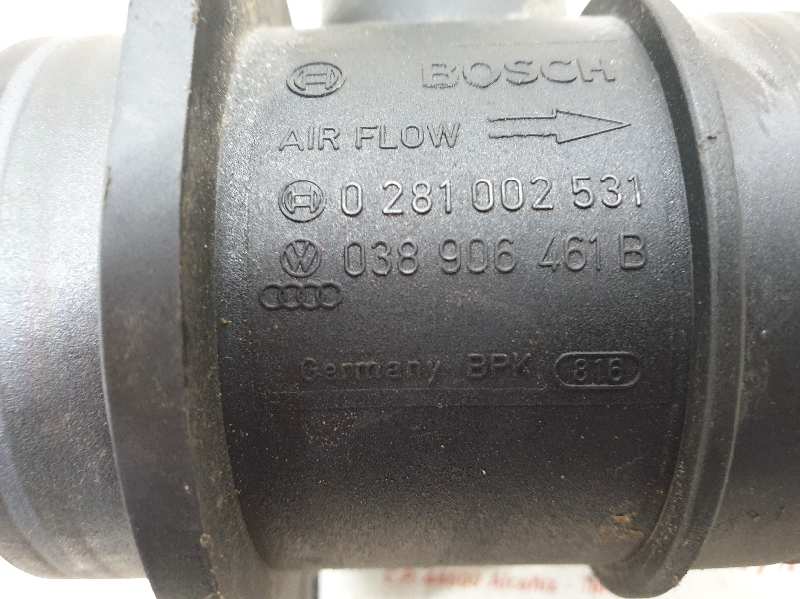 BOSCH
AIR FLOW
0 281 002 531
038 906 461 B
Germany BPK 816